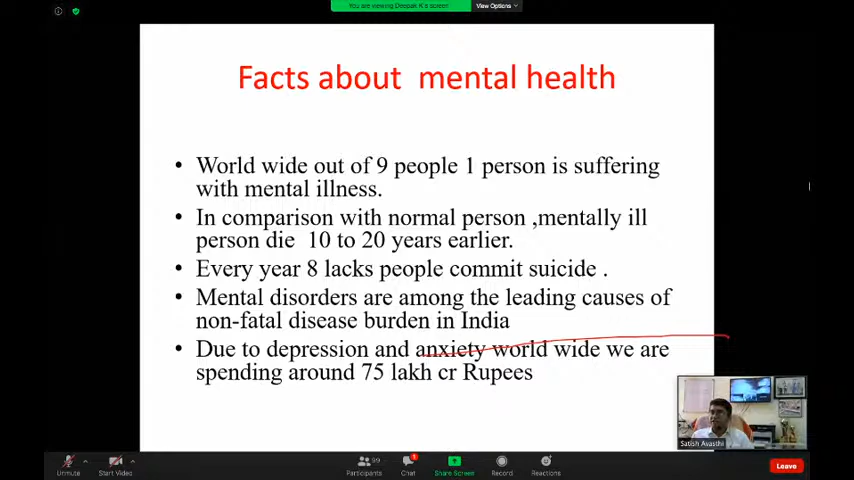 You are viewing Deepak K's screen
View Options
Facts about mental health
• World wide out of 9 people 1 person is suffering
with mental illness.
• In comparison with normal person ,mentally ill
person die 10 to 20 years earlier.
• Every year 8 lacks people commit suicide .
• Mental disorders are among the leading causes of
non-fatal disease burden in India
• Due to depression and anxiety world wide we are
spending around 75 lakh cr Rupees
Satish Avasthi
Unmute
Start Video
59
Participants
1
Chat
Share Screen
Record
Reactions
Leave